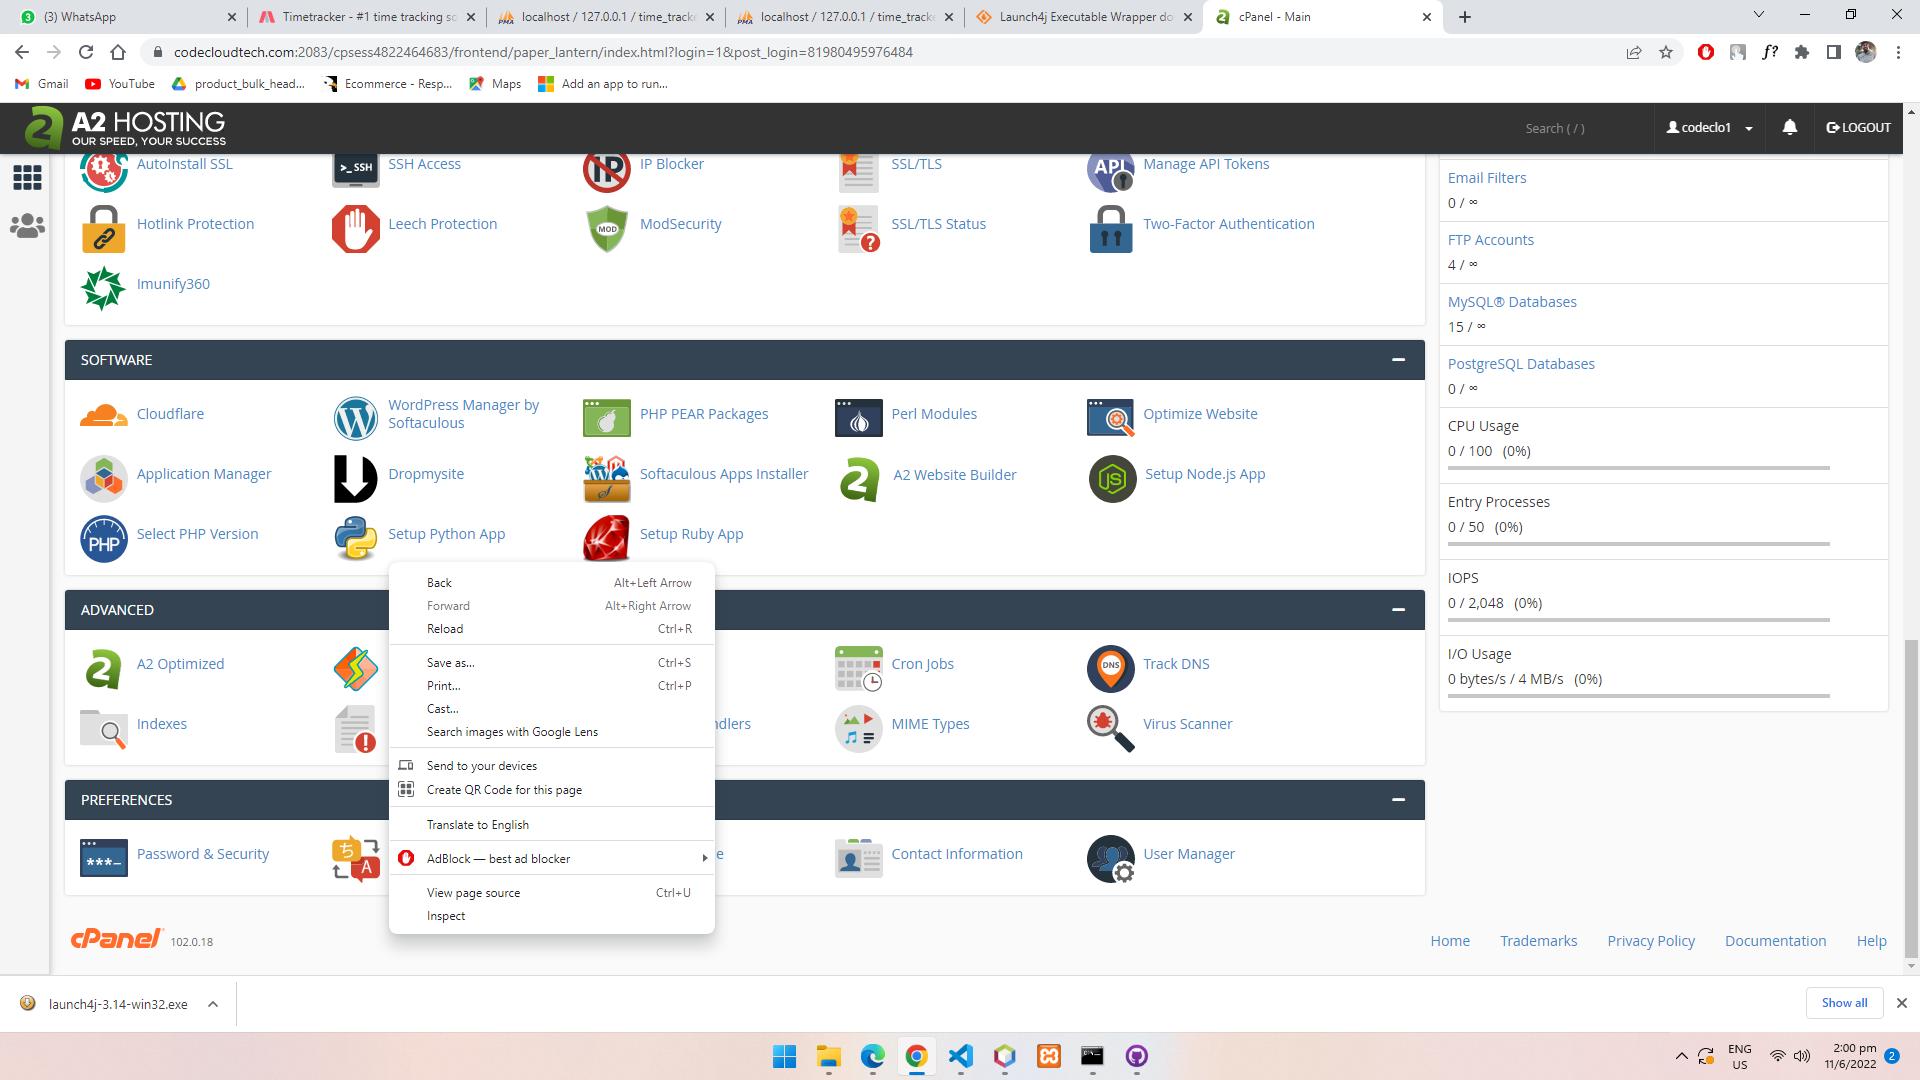 (3) WhatsApp
Timetracker - #1 time tracking so
localhost / 127.0.0.1 / time_track
localhost / 127.0.0.1 / time_track
Launch4j Executable Wrapper do
cPanel - Main
codecloudtech.com:2083/cpsess4822464683/frontend/paper_lantern/index.html?login=1&post_login=81980495976484
f?
Gmail
YouTube
product_bulk_head...
Ecommerce - Resp...
Maps
Add an app to run...
A2 HOSTING
OUR SPEED, YOUR SUCCESS
Search ( / )
codeclo1
LOGOUT
AutoInstall SSL
SSH Access
IP Blocker
SSL/TLS
Manage API Tokens
Hotlink Protection
Leech Protection
ModSecurity
SSL/TLS Status
Two-Factor Authentication
Imunify360
SOFTWARE
Cloudflare
WordPress Manager by
Softaculous
PHP PEAR Packages
Perl Modules
Optimize Website
Application Manager
Dropmysite
Softaculous Apps Installer
A2 Website Builder
Setup Node.js App
Select PHP Version
Setup Python App
Setup Ruby App
ADVANCED
A2 Optimized
Cron Jobs
Track DNS
Indexes
ndlers
MIME Types
Virus Scanner
PREFERENCES
Password & Security
e
Contact Information
User Manager
Back Alt+Left Arrow
Forward Alt+Right Arrow
Reload Ctrl+R
Save as... Ctrl+S
Print... Ctrl+P
Cast...
Search images with Google Lens
Send to your devices
Create QR Code for this page
Translate to English
AdBlock — best ad blocker
View page source Ctrl+U
Inspect
Email Filters
0 / ∞
FTP Accounts
4 / ∞
MySQL® Databases
15 / ∞
PostgreSQL Databases
0 / ∞
CPU Usage
0 / 100 (0%)
Entry Processes
0 / 50 (0%)
IOPS
0 / 2,048 (0%)
I/O Usage
0 bytes/s / 4 MB/s (0%)
cPanel 102.0.18
Home
Trademarks
Privacy Policy
Documentation
Help
launch4j-3.14-win32.exe
Show all
ENG
US
2:00 pm
11/6/2022
2